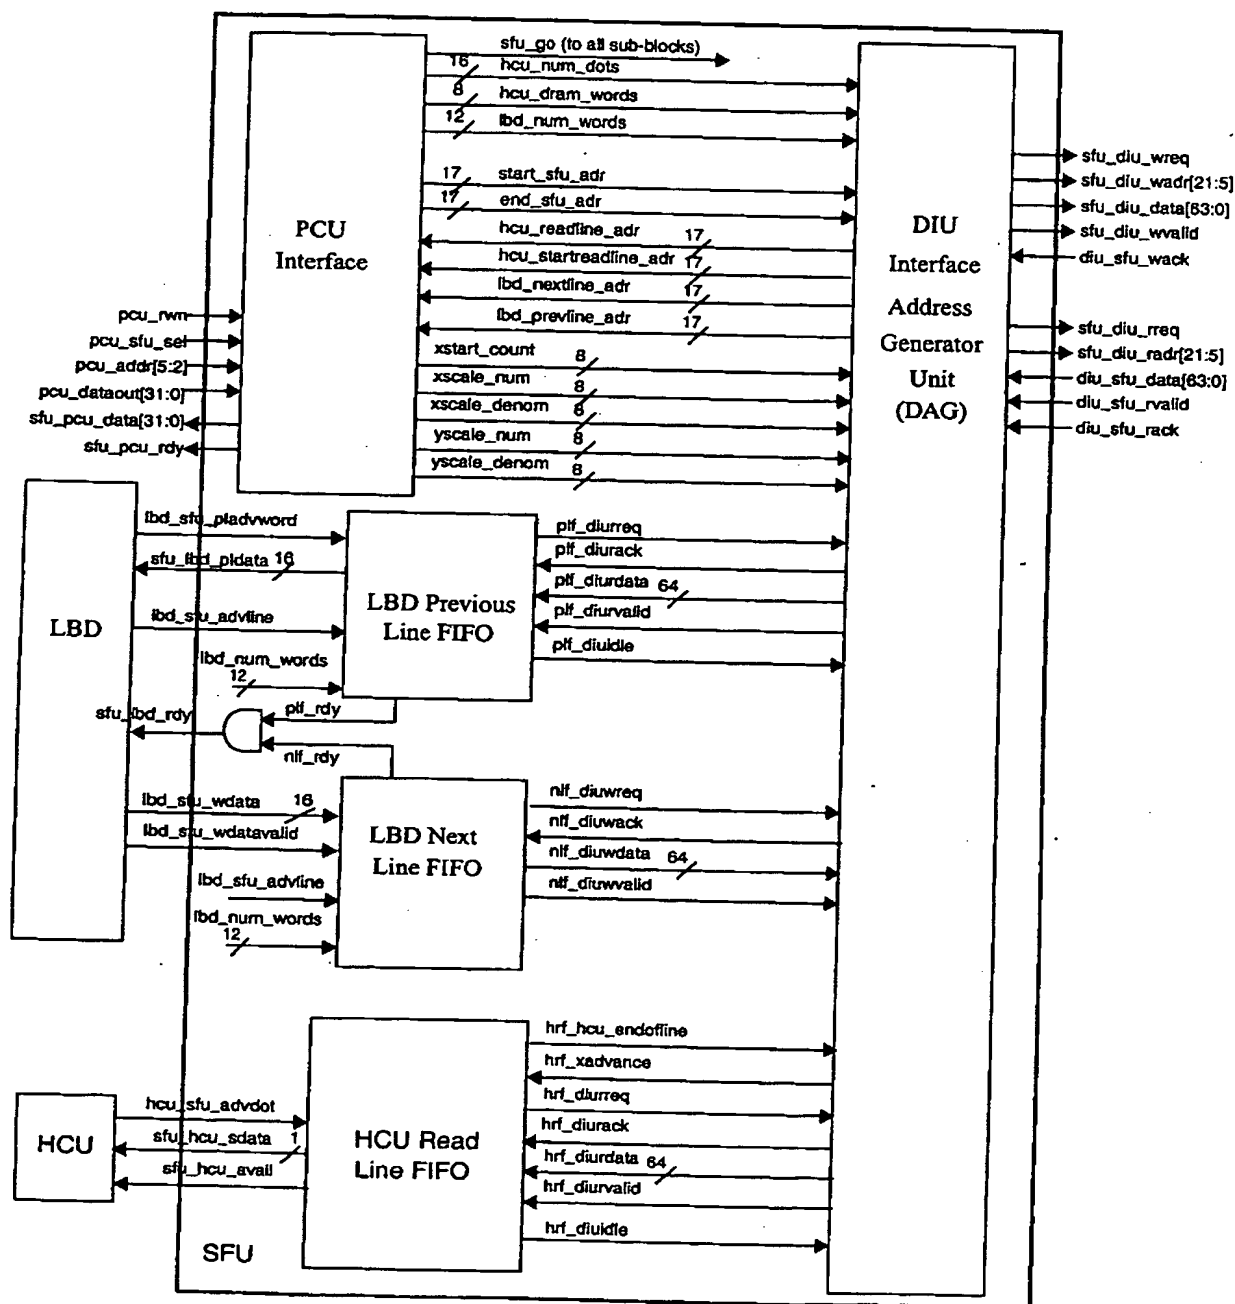 sfu_go (to all sub-blocks)
16
hcu_num_dots
8
hcu_dram_words
12
lbd_num_words
17
start_sfu_adr
17
end_sfu_adr
hcu_readline_adr
17
hcu_startreadline_adr
17
lbd_nextline_adr
17
lbd_prevline_adr
17
xstart_count
8
xscale_num
8
xscale_denom
8
yscale_num
8
yscale_denom
8
PCU
Interface
DIU
Interface
Address
Generator
Unit
(DAG)
sfu_diu_wreq
sfu_diu_wadr[21:5]
sfu_diu_data[63:0]
sfu_diu_wvalid
diu_sfu_wack
sfu_diu_rreq
sfu_diu_radr[21:5]
diu_sfu_data[63:0]
diu_sfu_rvalid
diu_sfu_rack
pcu_rwn
pcu_sfu_sel
pcu_addr[5:2]
pcu_dataout[31:0]
sfu_pcu_data[31:0]
sfu_pcu_rdy
LBD
lbd_sfu_pladvword
sfu_lbd_pldata
16
lbd_sfu_advline
lbd_num_words
12
LBD Previous
Line FIFO
plf_diurreq
plf_diurack
plf_diurdata
64
plf_diurvalid
plf_diuidle
sfu_lbd_rdy
plf_rdy
nlf_rdy
lbd_sfu_wdata
16
lbd_sfu_wdatavalid
lbd_sfu_advline
lbd_num_words
12
LBD Next
Line FIFO
nlf_diuwreq
nlf_diuwack
nlf_diuwdata
64
nlf_diuwvalid
HCU
hcu_sfu_advdot
sfu_hcu_sdata
1
sfu_hcu_avail
HCU Read
Line FIFO
hrf_hcu_endofline
hrf_xadvance
hrf_diurreq
hrf_diurack
hrf_diurdata
64
hrf_diurvalid
hrf_diuidle
SFU